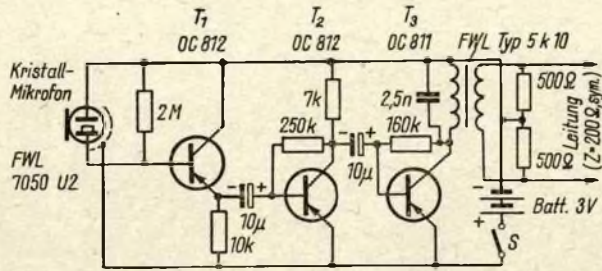 T₁
OC 812
T₂
OC 812
T₃
OC 811
FWL Typ 5 k 10
Kristall-
Mikrofon
FWL
7050 U2
2M
7k
250k
2,5n
160k
500Ω
500Ω
Leitung
(Z=200Ω,sym.)
- +
10μ
- +
10μ
10k
-
Batt. 3V
+
S